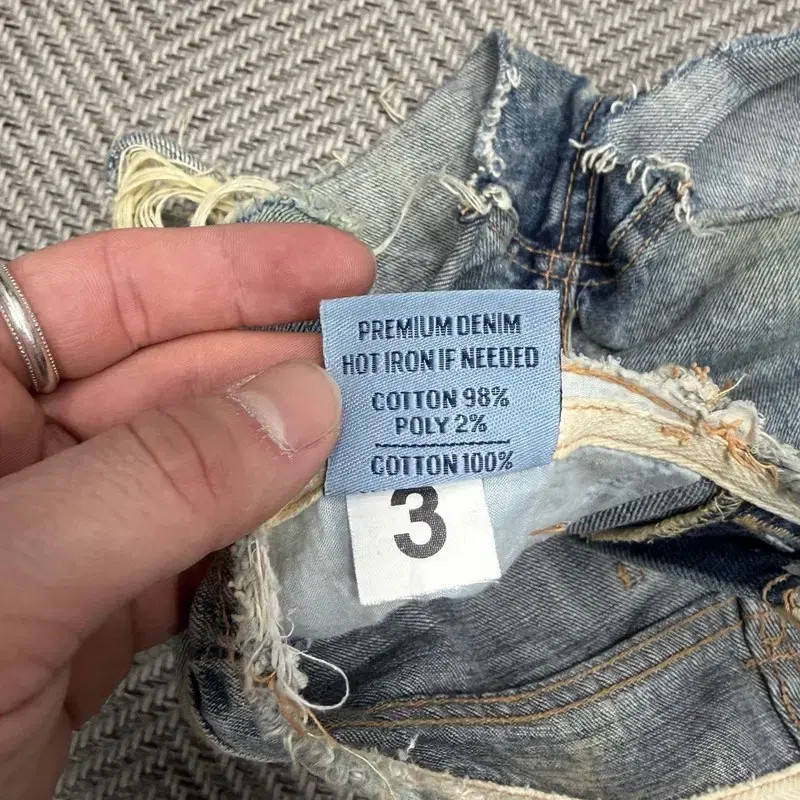 PREMIUM DENIM
HOT IRON IF NEEDED
COTTON 98%
POLY 2%
COTTON 100%
3